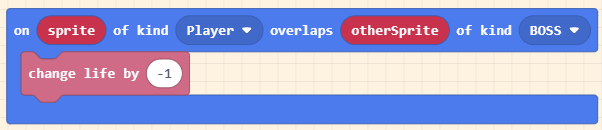 on sprite of kind Player overlaps otherSprite of kind BOSS
change life by -1